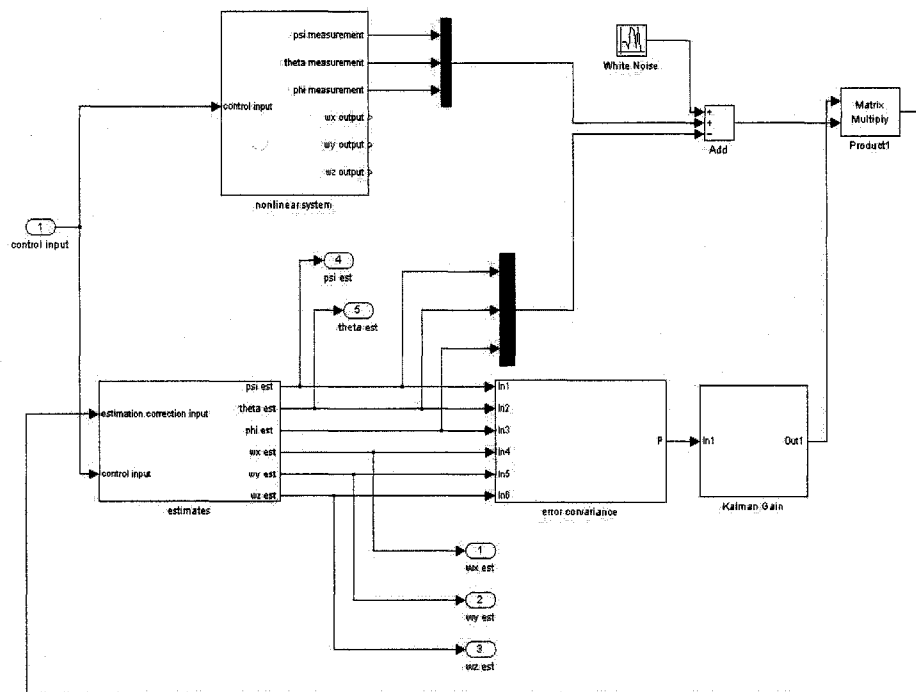 psi measurement
theta measurement
phi measurement
control input
wx output
wy output
wz output
nonlinear system
White Noise
+
+
−
Add
Matrix
Multiply
Product1
1
control input
4
psi est
5
theta est
estimation correction input
control input
psi est
theta est
phi est
wx est
wy est
wz est
estimates
In1
In2
In3
In4
In5
In6
P
error convariance
In1
Out1
Kalman Gain
1
wx est
2
wy est
3
wz est